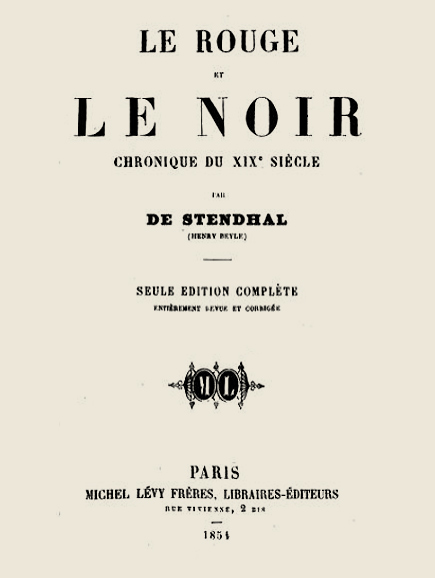 LE ROUGE
ET
LE NOIR
CHRONIQUE DU XIXᵉ SIÈCLE
PAR
DE STENDHAL
(HENRY BEYLE)
SEULE EDITION COMPLÈTE
ENTIÈREMENT REVUE ET CORRIGÉE
ML
PARIS
MICHEL LÉVY FRÈRES, LIBRAIRES-ÉDITEURS
RUE VIVIENNE, 2 BIS
1854